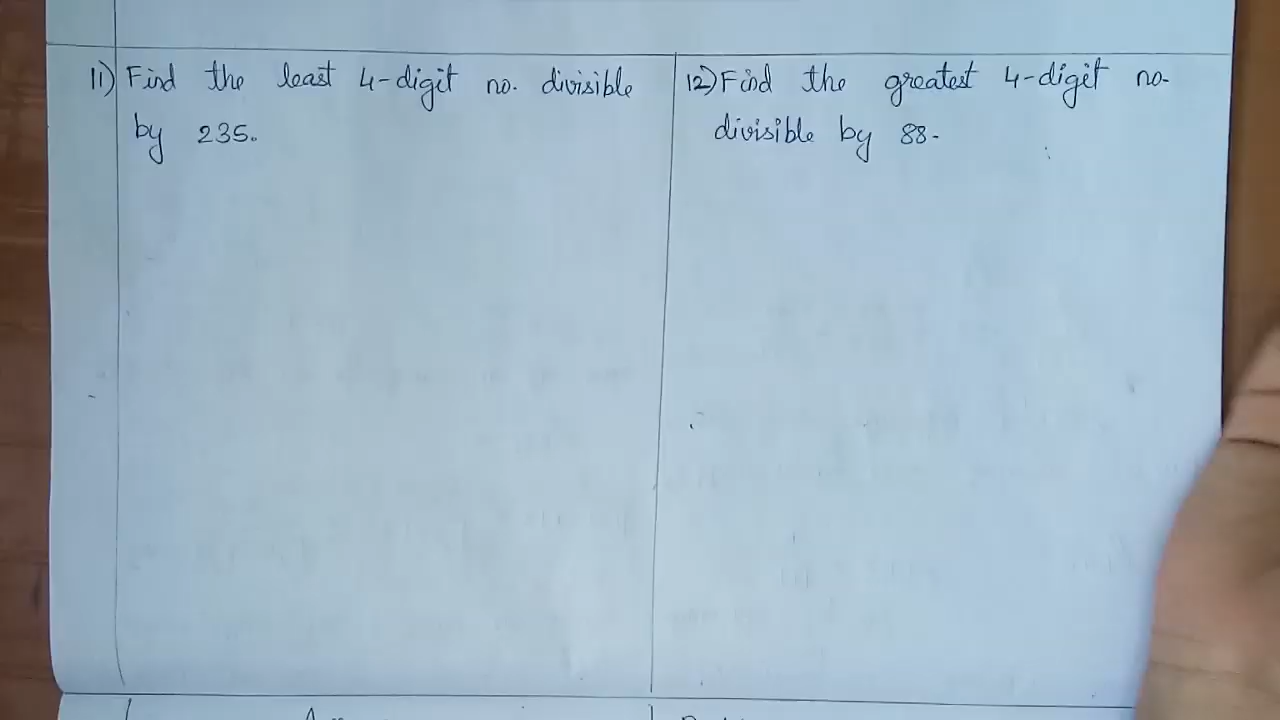 11) Find the least 4-digit no. divisible
by 235.
12) Find the greatest 4-digit no.
divisible by 88.